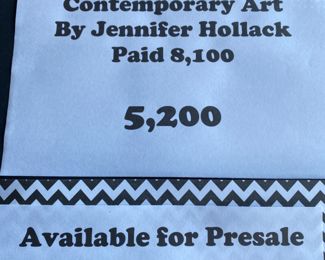 Contemporary Art
By Jennifer Hollack
Paid 8,100
5,200
Available for Presale